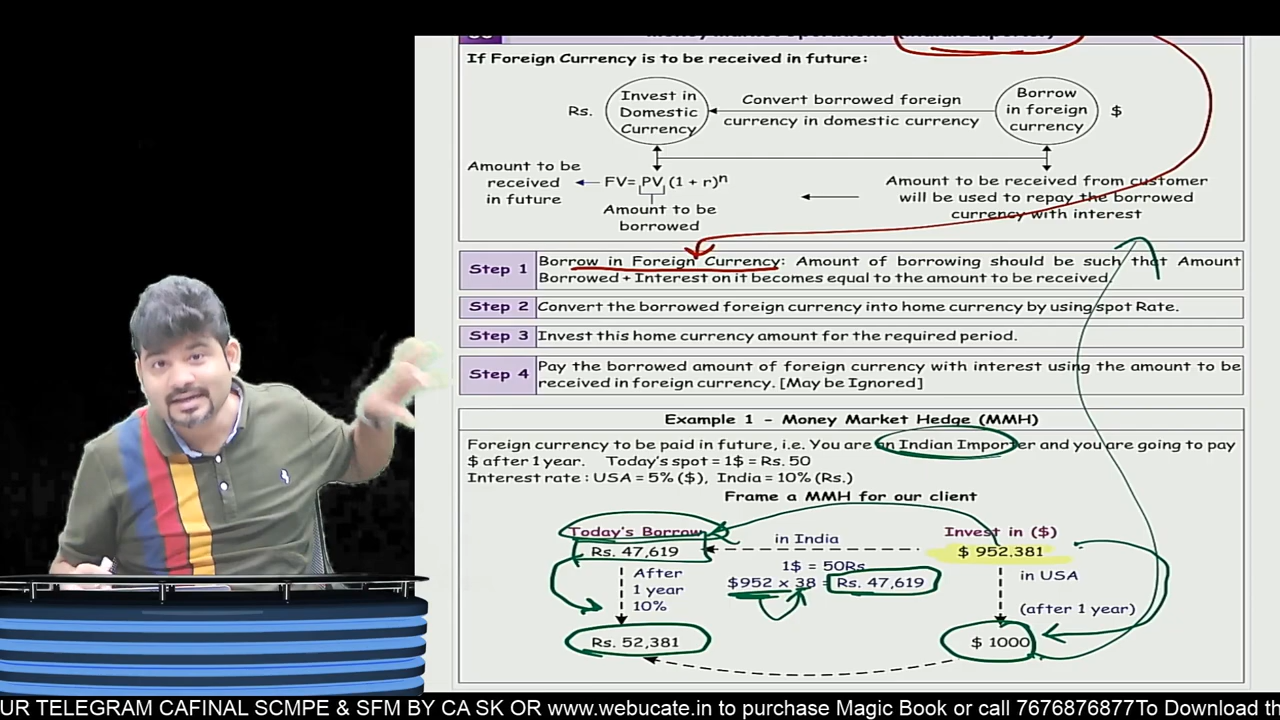 If Foreign Currency is to be received in future:
Rs.
Invest in
Domestic
Currency
Convert borrowed foreign
currency in domestic currency
Borrow
in foreign
currency
$
Amount to be
received
in future
FV= PV (1 + r)n
Amount to be
borrowed
Amount to be received from customer
will be used to repay the borrowed
currency with interest
Step 1
Borrow in Foreign Currency: Amount of borrowing should be such that Amount
Borrowed + Interest on it becomes equal to the amount to be received
Step 2 Convert the borrowed foreign currency into home currency by using spot Rate.
Step 3 Invest this home currency amount for the required period.
Step 4
Pay the borrowed amount of foreign currency with interest using the amount to be
received in foreign currency. [May be Ignored]
Example 1 - Money Market Hedge (MMH)
Foreign currency to be paid in future, i.e. You are an Indian Importer and you are going to pay
$ after 1 year. Today's spot = 1$ = Rs. 50
Interest rate : USA = 5% ($), India = 10% (Rs.)
Frame a MMH for our client
Today's Borrow
Rs. 47,619
in India
1$ = 50Rs
$952 x 38 = Rs. 47,619
Invest in ($)
$ 952.381
After
1 year
10%
in USA
(after 1 year)
Rs. 52,381
$ 1000
UR TELEGRAM CAFINAL SCMPE & SFM BY CA SK OR www.webucate.in to purchase Magic Book or call 7676876877To Download th